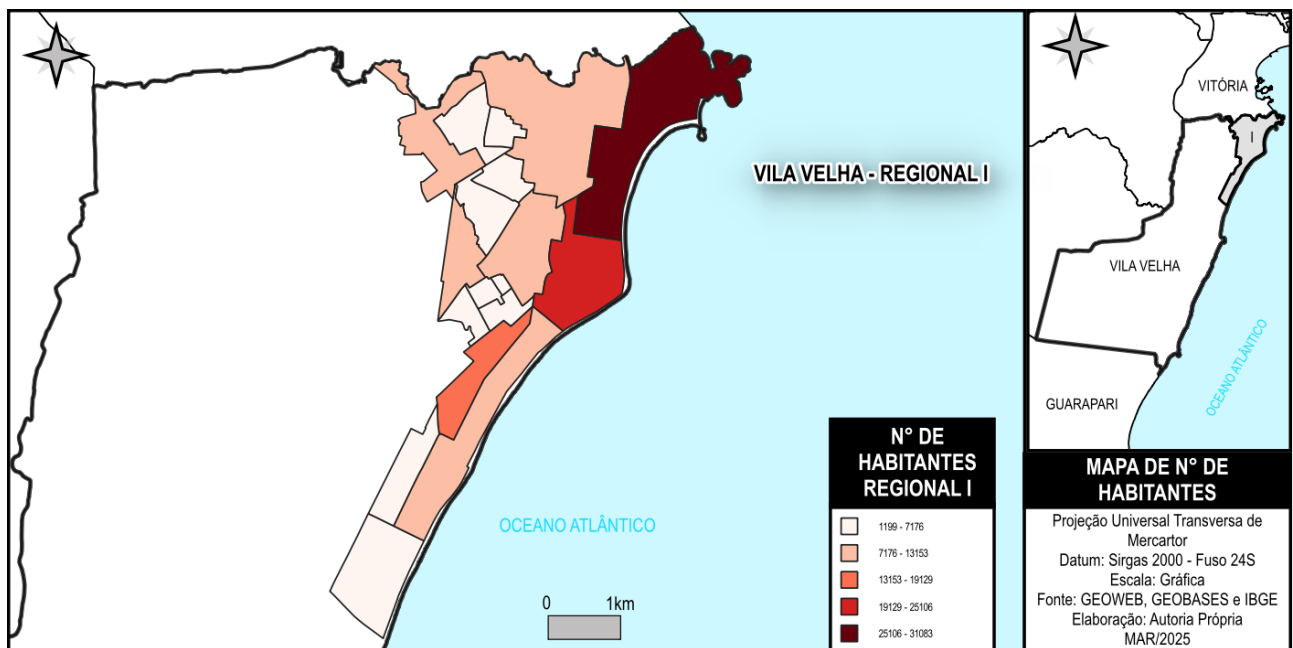 VILA VELHA - REGIONAL I
OCEANO ATLÂNTICO
0 1km
N° DE
HABITANTES
REGIONAL I
1199 - 7176
7176 - 13153
13153 - 19129
19129 - 25106
25106 - 31083
VITÓRIA
I
VILA VELHA
GUARAPARI
OCEANO ATLÂNTICO
MAPA DE N° DE
HABITANTES
Projeção Universal Transversa de
Mercartor
Datum: Sirgas 2000 - Fuso 24S
Escala: Gráfica
Fonte: GEOWEB, GEOBASES e IBGE
Elaboração: Autoria Própria
MAR/2025